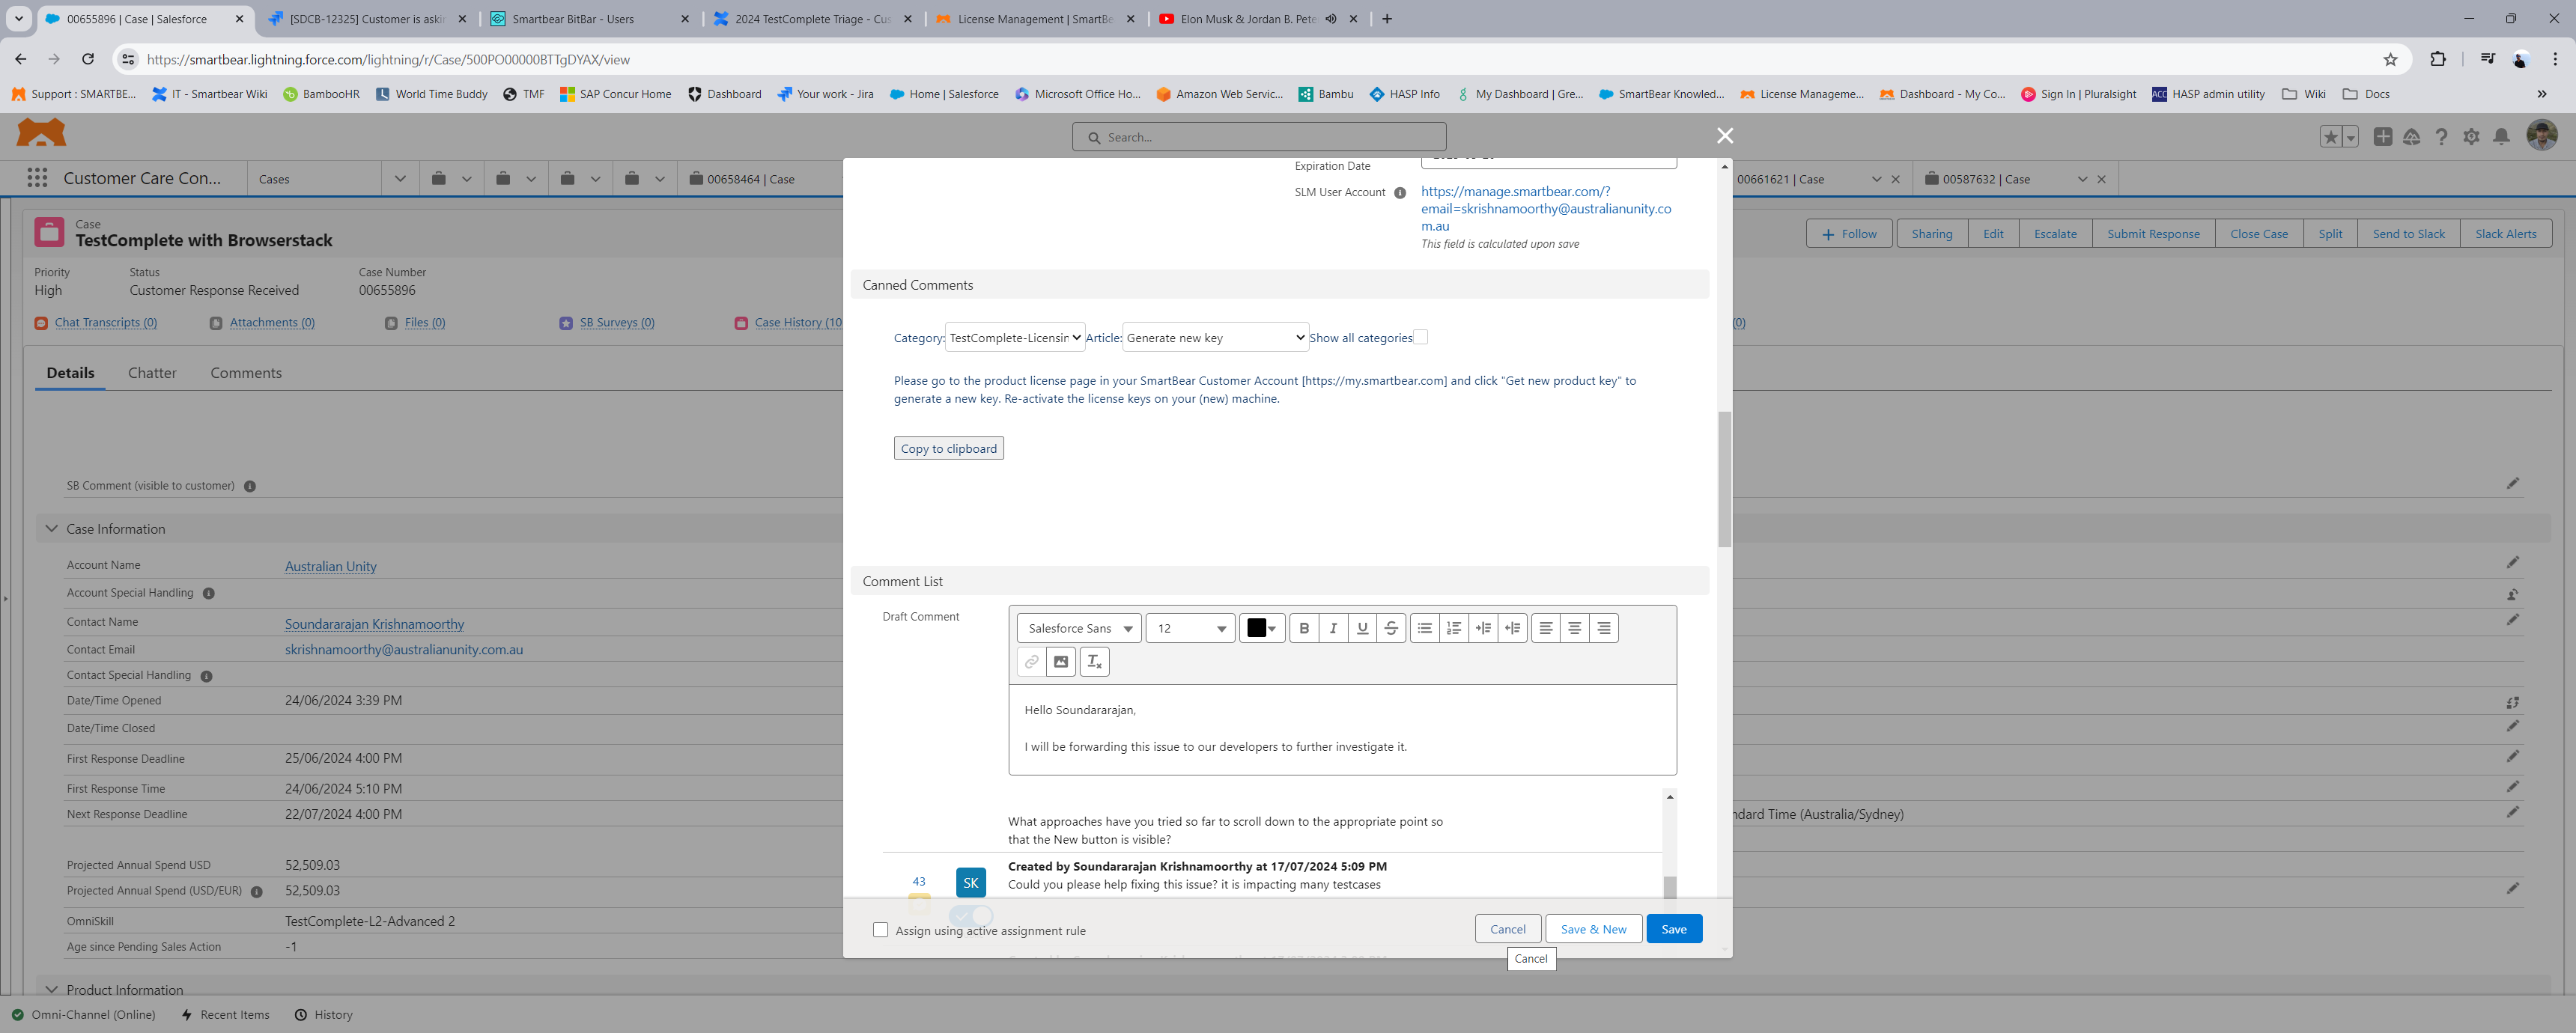 00655896 | Case | Salesforce
[SDCB-12325] Customer is askin
Smartbear BitBar - Users
2024 TestComplete Triage - Cus
License Management | SmartBe
Elon Musk & Jordan B. Pete
https://smartbear.lightning.force.com/lightning/r/Case/500PO00000BTTgDYAX/view
Support : SMARTBE...
IT - Smartbear Wiki
BambooHR
World Time Buddy
TMF
SAP Concur Home
Dashboard
Your work - Jira
Home | Salesforce
Microsoft Office Ho...
Amazon Web Servic...
Bambu
HASP Info
My Dashboard | Gre...
SmartBear Knowled...
License Manageme...
Dashboard - My Co...
Sign In | Pluralsight
ACC
HASP admin utility
Wiki
Docs
Search...
Customer Care Con...
Cases
00658464 | Case
00661621 | Case
00587632 | Case
Case
TestComplete with Browserstack
Follow
Sharing
Edit
Escalate
Submit Response
Close Case
Split
Send to Slack
Slack Alerts
Priority
High
Status
Customer Response Received
Case Number
00655896
Chat Transcripts (0)
Attachments (0)
Files (0)
SB Surveys (0)
Case History (10
(0)
Details
Chatter
Comments
SB Comment (visible to customer)
Case Information
Account Name
Australian Unity
Account Special Handling
Contact Name
Soundararajan Krishnamoorthy
Contact Email
skrishnamoorthy@australianunity.com.au
Contact Special Handling
Date/Time Opened
24/06/2024 3:39 PM
Date/Time Closed
First Response Deadline
25/06/2024 4:00 PM
First Response Time
24/06/2024 5:10 PM
Next Response Deadline
22/07/2024 4:00 PM
ndard Time (Australia/Sydney)
Projected Annual Spend USD
52,509.03
Projected Annual Spend (USD/EUR)
52,509.03
OmniSkill
TestComplete-L2-Advanced 2
Age since Pending Sales Action
-1
Product Information
Expiration Date
SLM User Account
https://manage.smartbear.com/?
email=skrishnamoorthy@australianunity.co
m.au
This field is calculated upon save
Canned Comments
Category:
TestComplete-Licensin
Article:
Generate new key
Show all categories
Please go to the product license page in your SmartBear Customer Account [https://my.smartbear.com] and click "Get new product key" to
generate a new key. Re-activate the license keys on your (new) machine.
Copy to clipboard
Comment List
Draft Comment
Salesforce Sans
12
Hello Soundararajan,
I will be forwarding this issue to our developers to further investigate it.
What approaches have you tried so far to scroll down to the appropriate point so
that the New button is visible?
43
SK
Created by Soundararajan Krishnamoorthy at 17/07/2024 5:09 PM
Could you please help fixing this issue? it is impacting many testcases
Assign using active assignment rule
Cancel
Save & New
Save
Cancel
Omni-Channel (Online)
Recent Items
History